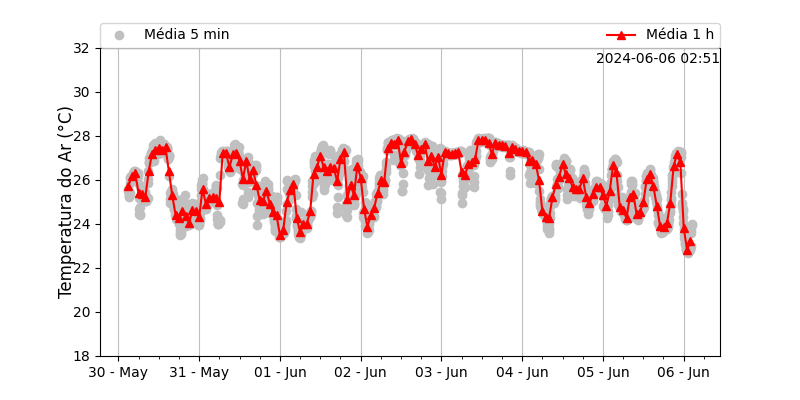 Média 5 min
Média 1 h
2024-06-06 02:51
Temperatura do Ar (°C)
32
30
28
26
24
22
20
18
30 - May
31 - May
01 - Jun
02 - Jun
03 - Jun
04 - Jun
05 - Jun
06 - Jun